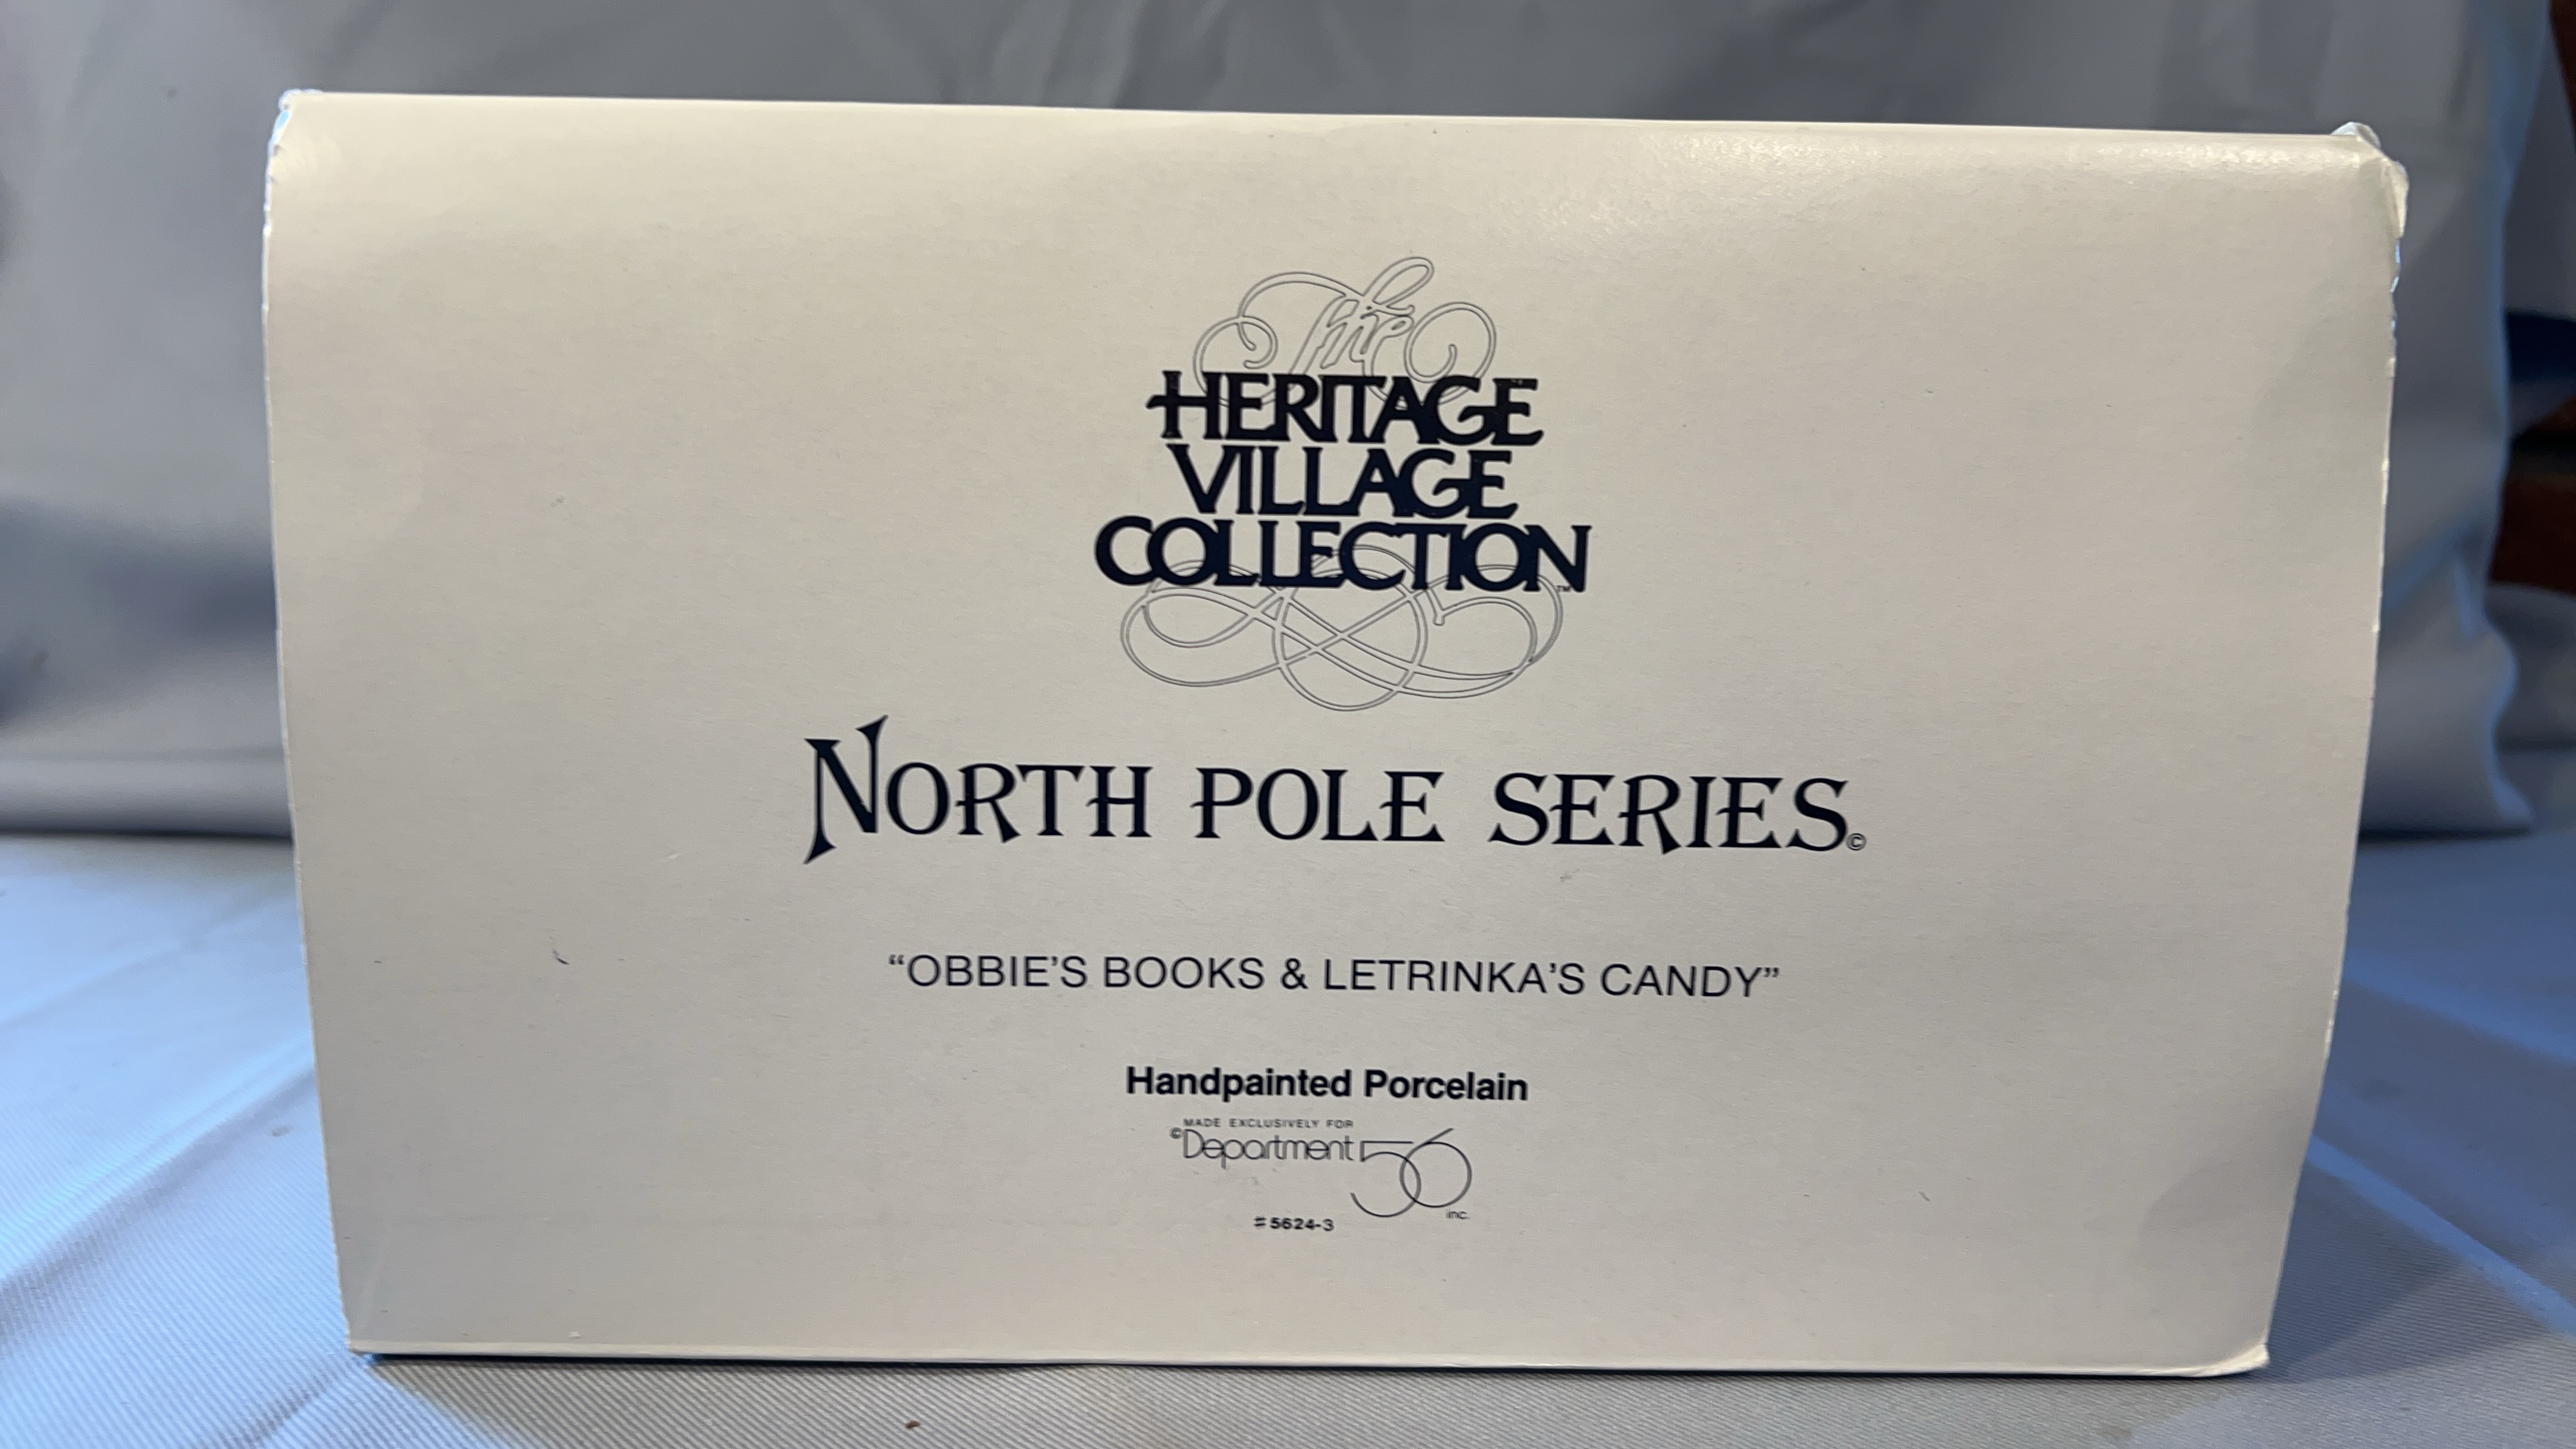 The
HERITAGE
VILLAGE
COLLECTION™
NORTH POLE SERIES©
“OBBIE’S BOOKS & LETRINKA’S CANDY”
Handpainted Porcelain
MADE EXCLUSIVELY FOR
©Department 56
inc.
#5624-3